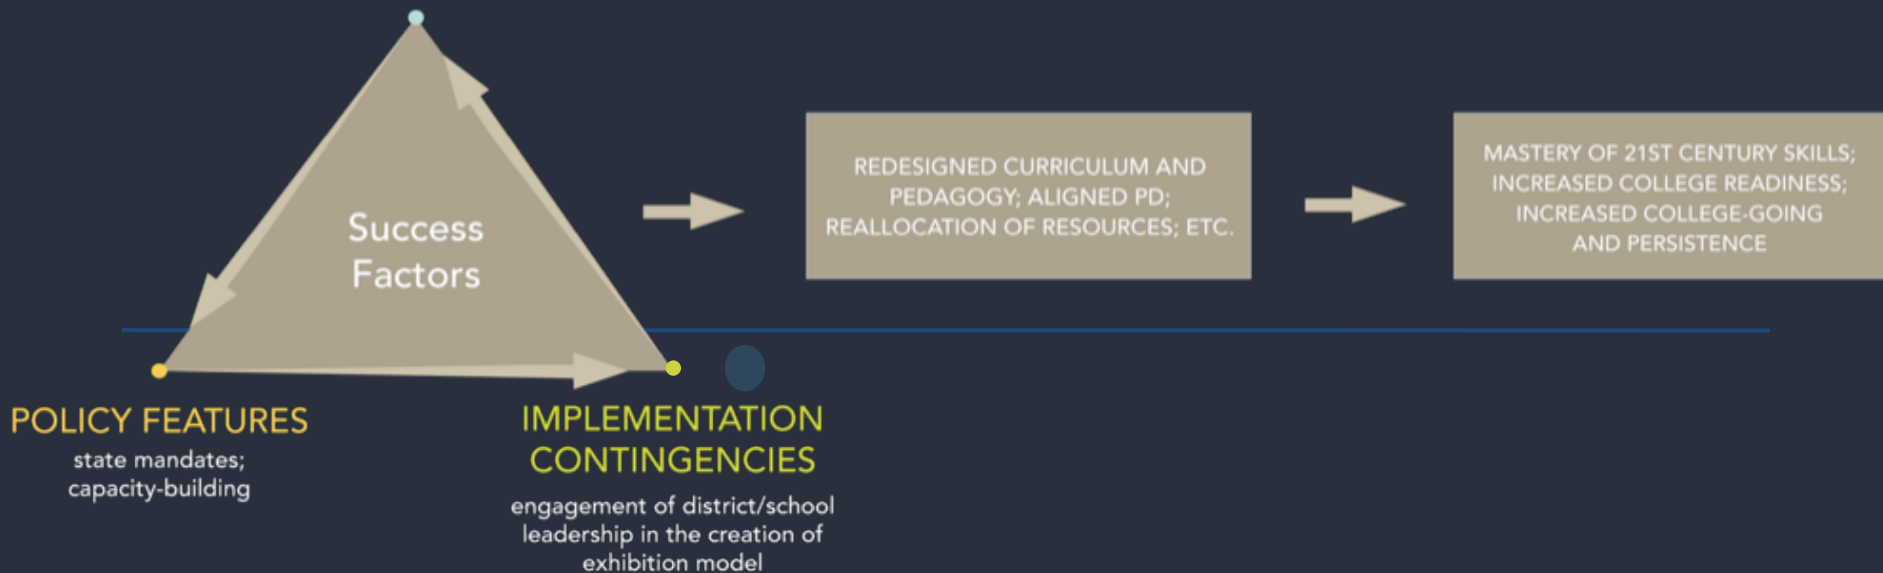 Success
Factors
REDESIGNED CURRICULUM AND
PEDAGOGY; ALIGNED PD;
REALLOCATION OF RESOURCES; ETC.
MASTERY OF 21ST CENTURY SKILLS;
INCREASED COLLEGE READINESS;
INCREASED COLLEGE-GOING
AND PERSISTENCE
POLICY FEATURES
state mandates;
capacity-building
IMPLEMENTATION
CONTINGENCIES
engagement of district/school
leadership in the creation of
exhibition model